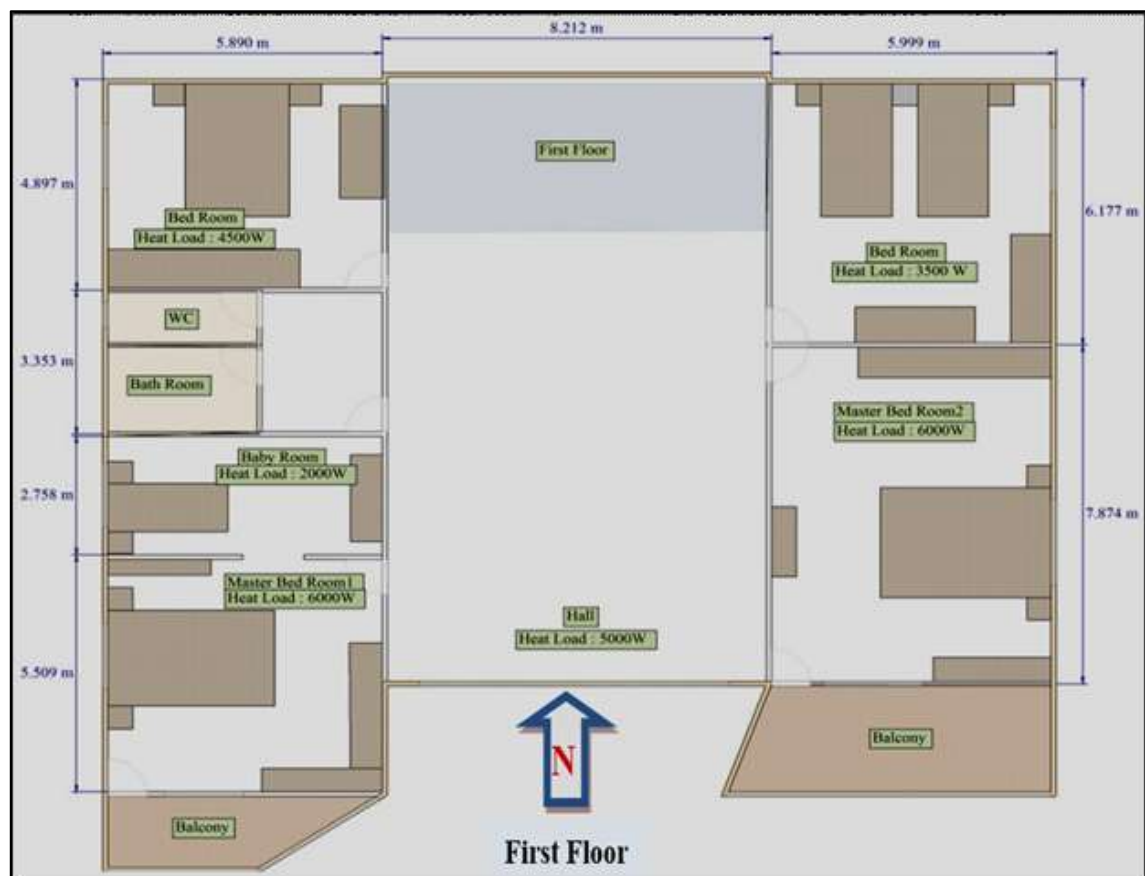 8.212 m
5.890 m
5.999 m
First Floor
4.897 m
Bed Room
Heat Load : 4500W
6.177 m
Bed Room
Heat Load : 3500 W
WC
3.353 m
Bath Room
Master Bed Room2
Heat Load : 6000W
Baby Room
Heat Load : 2000W
2.758 m
7.874 m
Master Bed Room1
Heat Load : 6000W
Hall
Heat Load : 5000W
5.509 m
N
Balcony
Balcony
First Floor